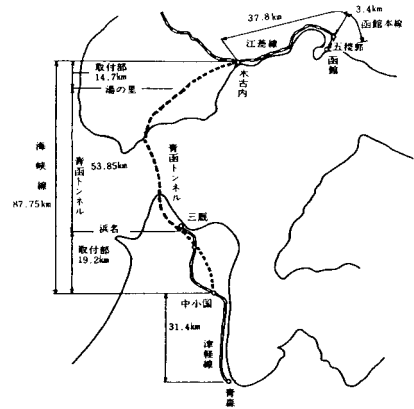 3.4km
37.8km
函館本線
江差線
五稜郭
函館
木古内
取付部
14.7km
湯の里
海峡線
87.75km
青函トンネル
53.85km
青函トンネル
三厩
浜名
取付部
19.2km
中小国
31.4km
津軽線
青森